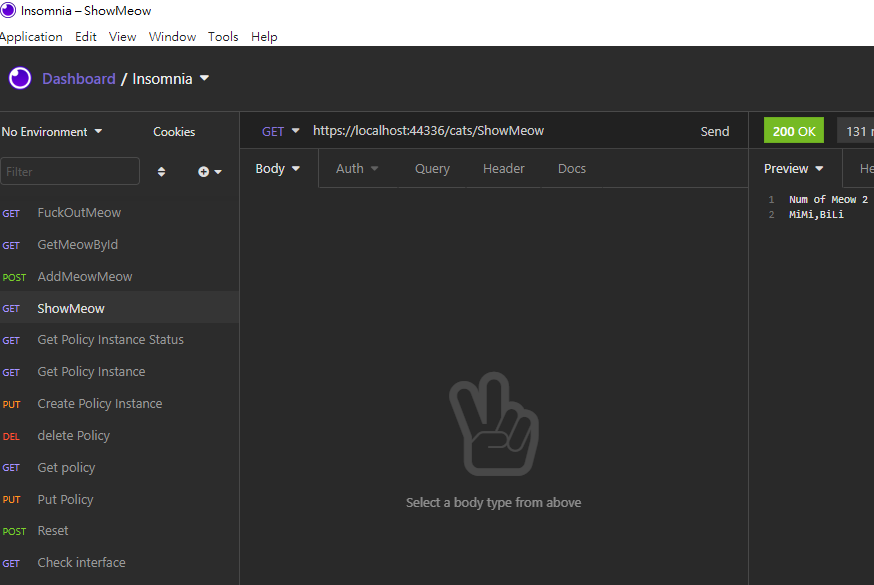 Insomnia – ShowMeow
Application Edit View Window Tools Help
Dashboard / Insomnia
No Environment Cookies
Filter
GET FuckOutMeow
GET GetMeowById
POST AddMeowMeow
GET ShowMeow
GET Get Policy Instance Status
GET Get Policy Instance
PUT Create Policy Instance
DEL delete Policy
GET Get policy
PUT Put Policy
POST Reset
GET Check interface
GET https://localhost:44336/cats/ShowMeow Send
Body Auth Query Header Docs
Select a body type from above
200 OK 131
Preview He
1 Num of Meow 2
2 MiMi,BiLi